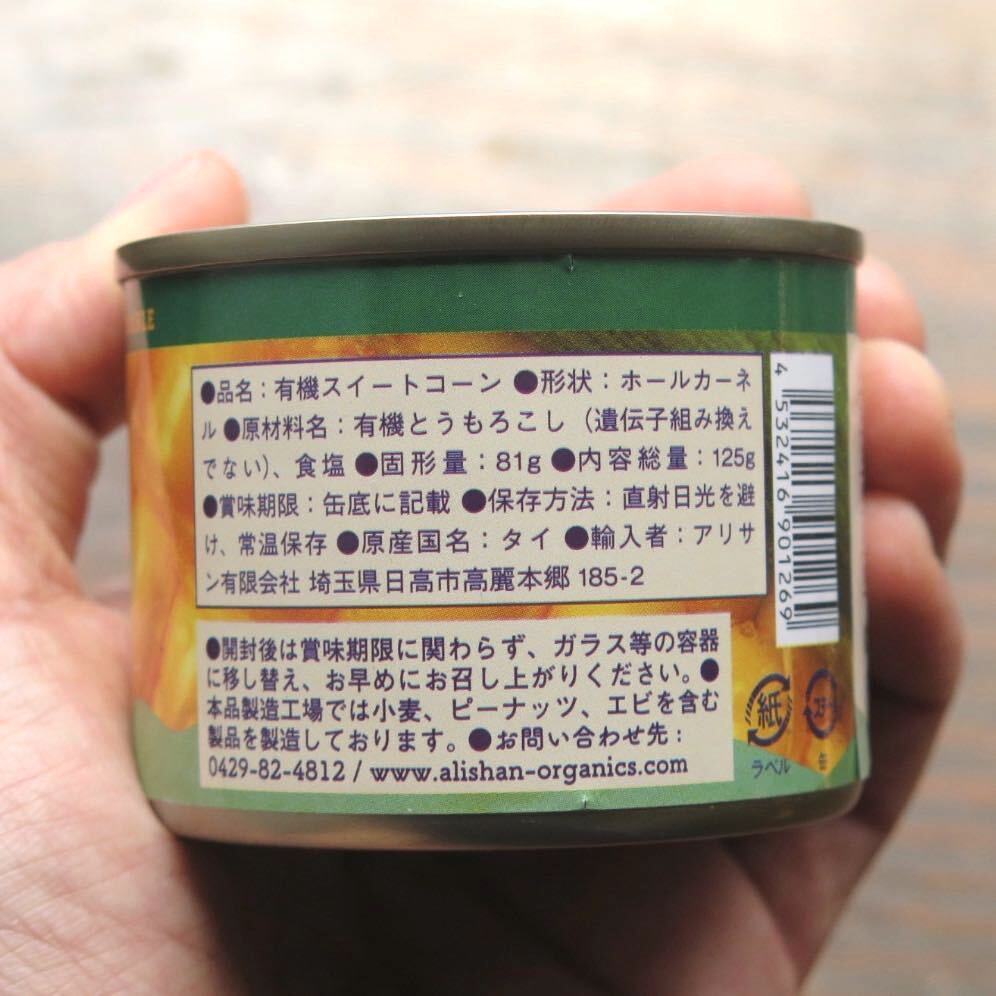 ●品名：有機スイートコーン ●形状：ホールカーネ
ル ●原材料名：有機とうもろこし（遺伝子組み換え
でない）、食塩 ●固形量：81g ●内容総量：125g
●賞味期限：缶底に記載 ●保存方法：直射日光を避
け、常温保存 ●原産国名：タイ ●輸入者：アリサ
ン有限会社 埼玉県日高市高麗本郷 185-2
●開封後は賞味期限に関わらず、ガラス等の容器
に移し替え、お早めにお召し上がりください。●
本品製造工場では小麦、ピーナッツ、エビを含む
製品を製造しております。●お問い合わせ先：
0429-82-4812 / www.alishan-organics.com
4 532416 901269
紙
ラベル
缶